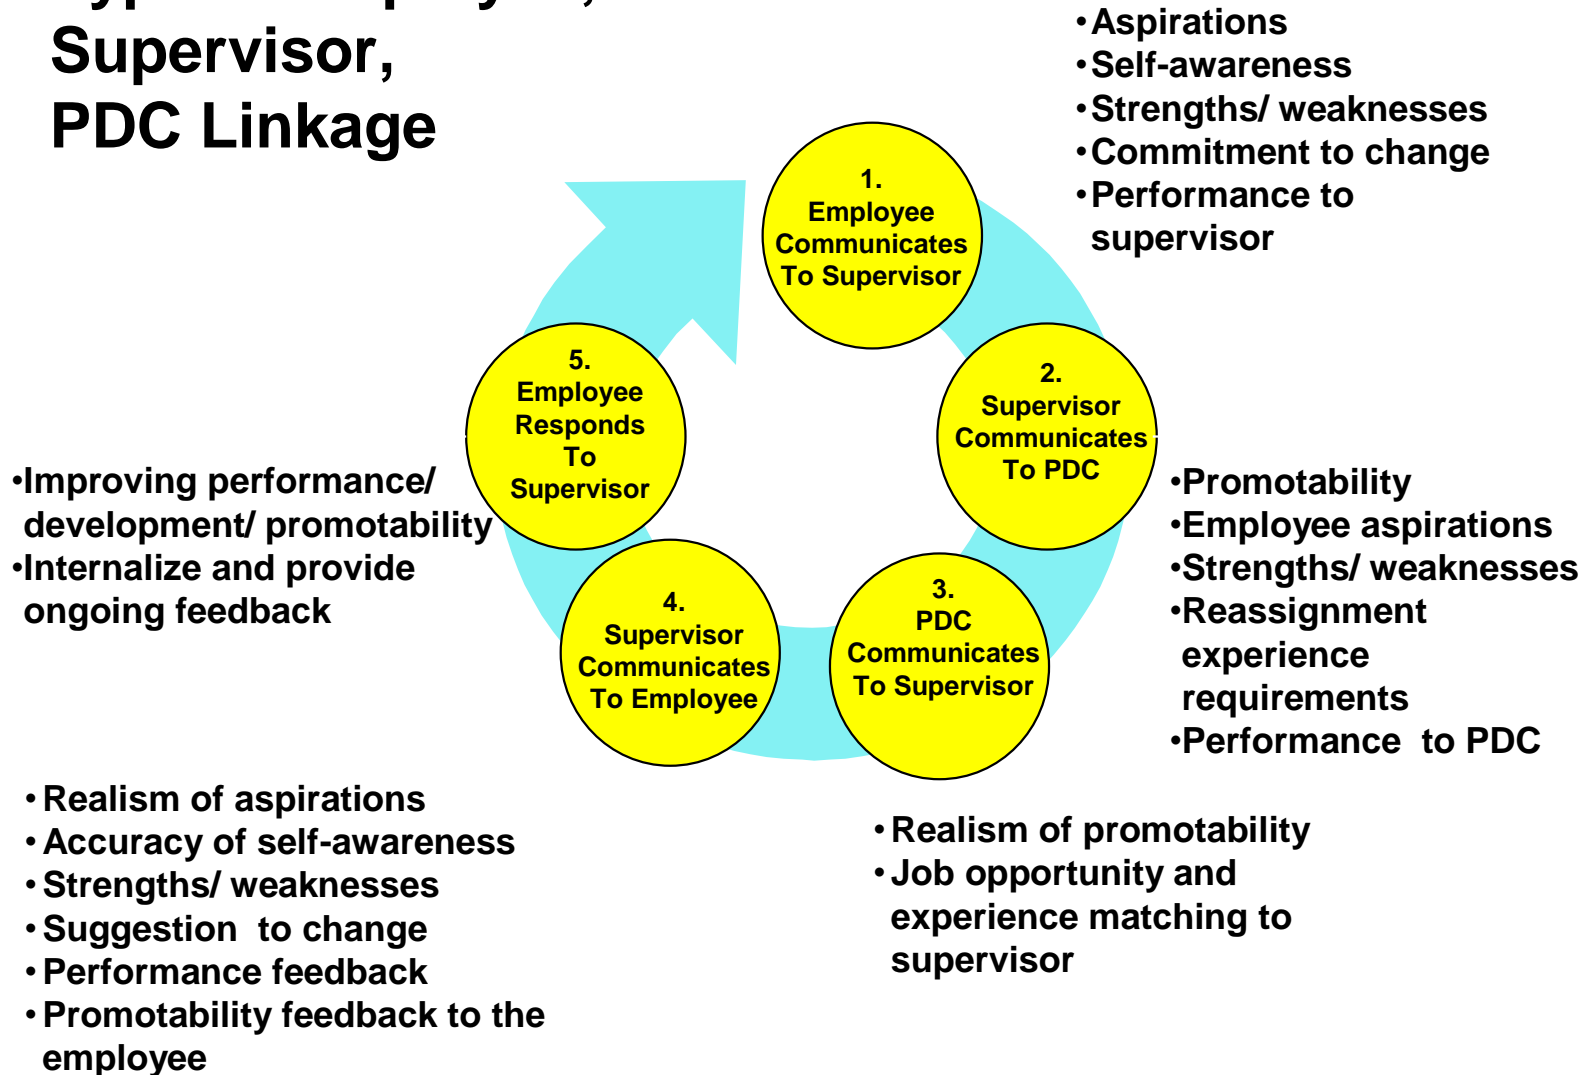 Supervisor,
PDC Linkage
•Aspirations
•Self-awareness
•Strengths/ weaknesses
•Commitment to change
•Performance to
supervisor
1.
Employee
Communicates
To Supervisor
2.
Supervisor
Communicates
To PDC
•Promotability
•Employee aspirations
•Strengths/ weaknesses
•Reassignment
experience
requirements
•Performance  to PDC
3.
PDC
Communicates
To Supervisor
•Realism of promotability
•Job opportunity and
experience matching to
supervisor
4.
Supervisor
Communicates
To Employee
•Realism of aspirations
•Accuracy of self-awareness
•Strengths/ weaknesses
•Suggestion  to change
•Performance feedback
•Promotability feedback to the
employee
5.
Employee
Responds
To
Supervisor
•Improving performance/
development/ promotability
•Internalize and provide
ongoing feedback